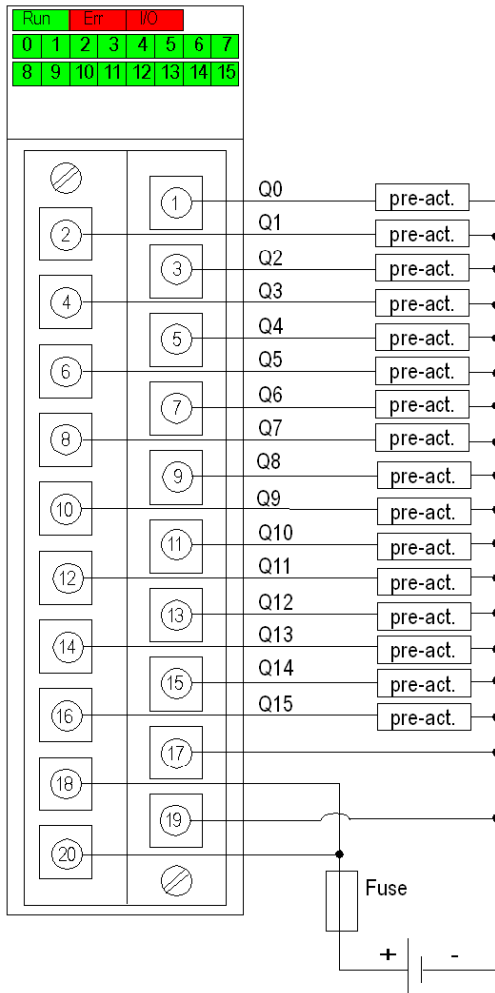 Run Err I/O
0 1 2 3 4 5 6 7
8 9 10 11 12 13 14 15
1 Q0 pre-act.
2 Q1 pre-act.
3 Q2 pre-act.
4 Q3 pre-act.
5 Q4 pre-act.
6 Q5 pre-act.
7 Q6 pre-act.
8 Q7 pre-act.
9 Q8 pre-act.
10 Q9 pre-act.
11 Q10 pre-act.
12 Q11 pre-act.
13 Q12 pre-act.
14 Q13 pre-act.
15 Q14 pre-act.
16 Q15 pre-act.
17
18
19
20
Fuse
+ -